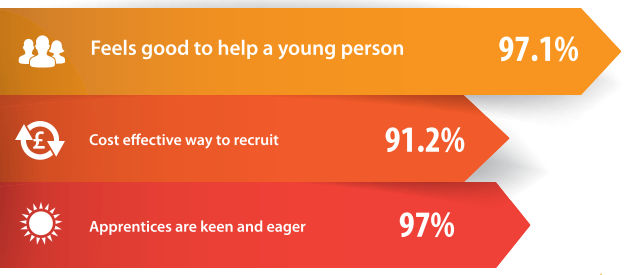 Feels good to help a young person 97.1%
£ Cost effective way to recruit 91.2%
Apprentices are keen and eager 97%